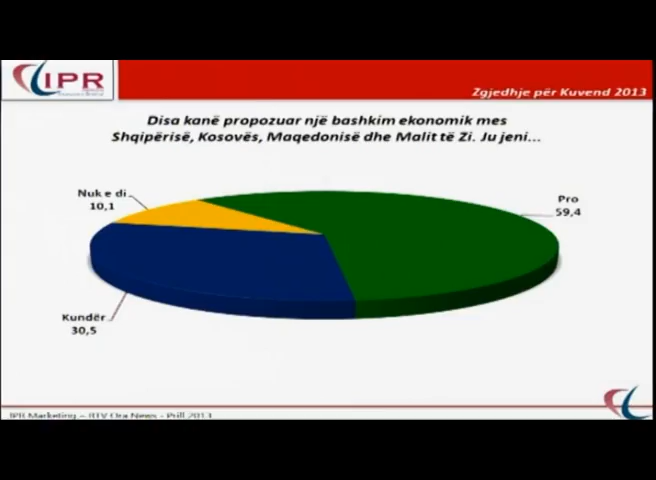 IPR
Zgjedhje për Kuvend 2013
Disa kanë propozuar një bashkim ekonomik mes
Shqipërisë, Kosovës, Maqedonisë dhe Malit të Zi. Ju jeni...
Nuk e di
10,1
Pro
59,4
Kundër
30,5
IPR Marketing – RTV Ora News - Prill 2013